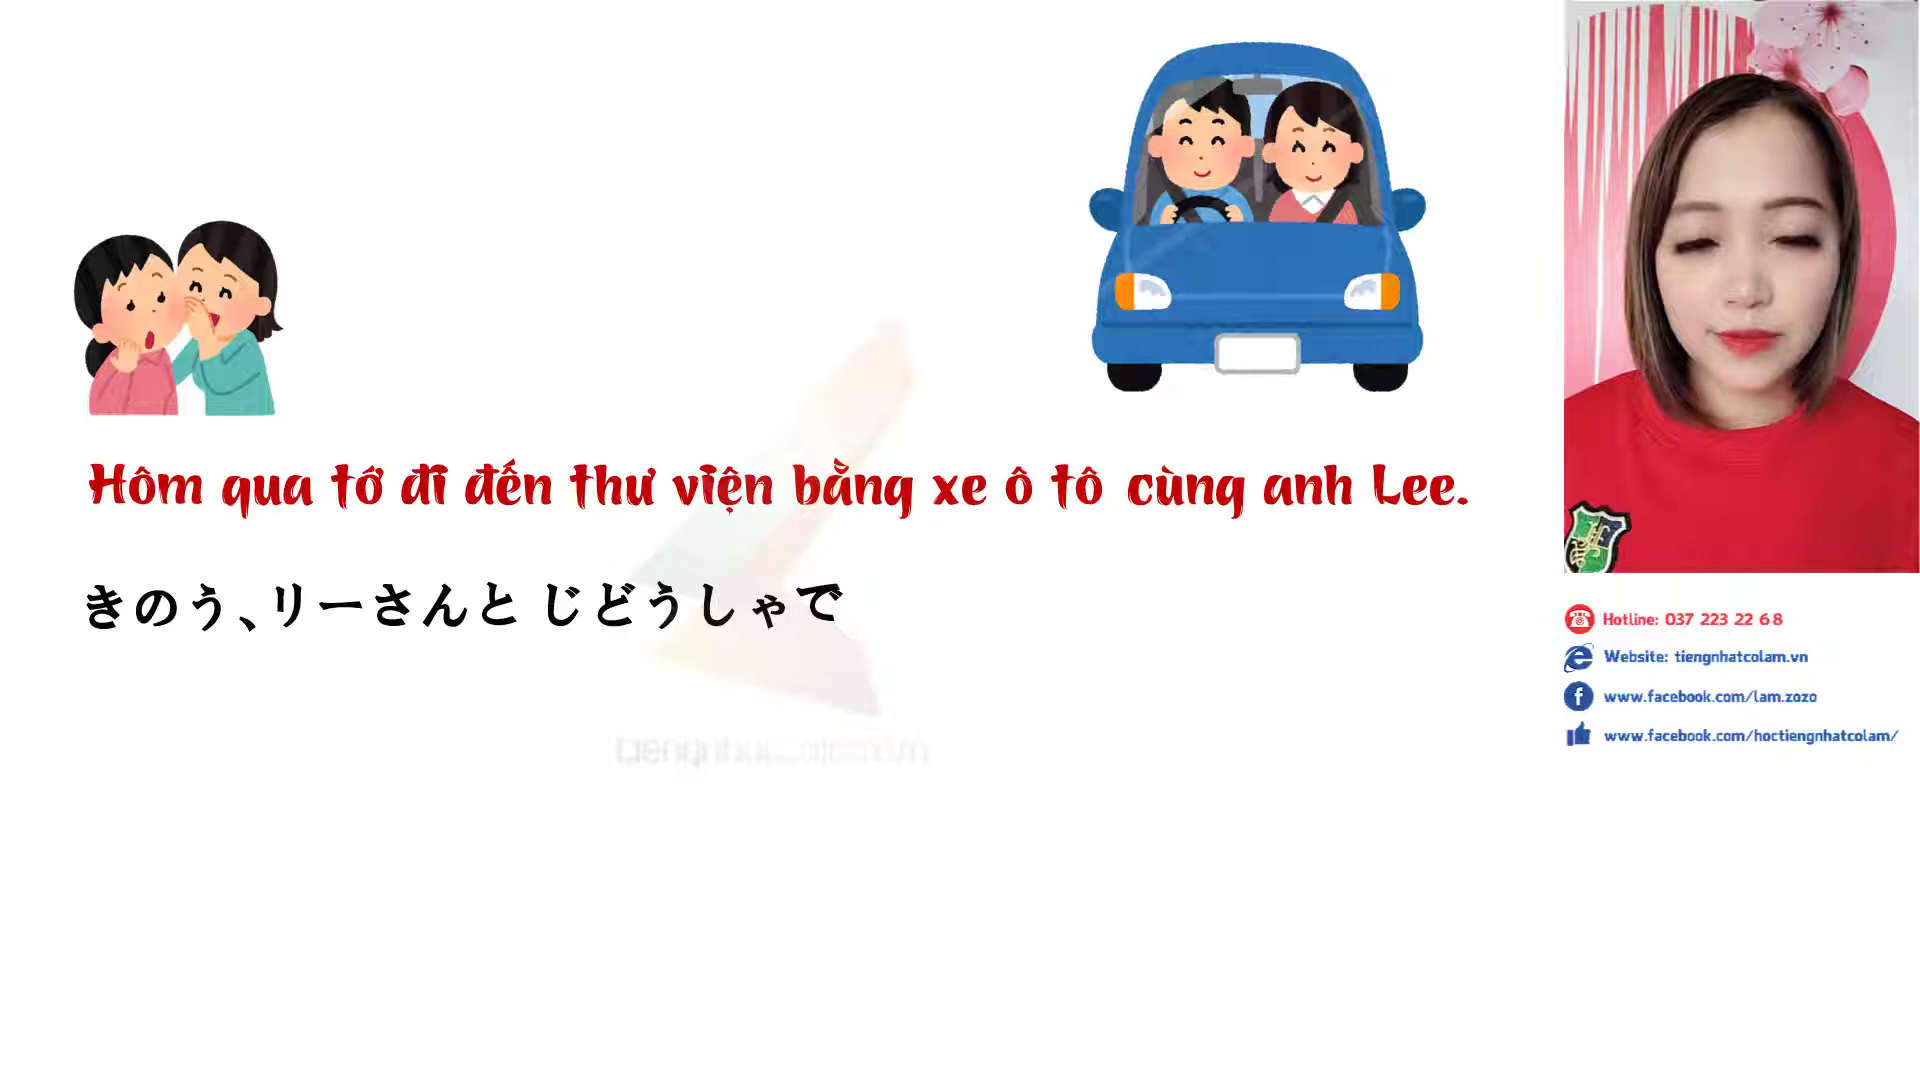 Hôm qua tớ đi đến thư viện bằng xe ô tô cùng anh Lee.
きのう、リーさんと じどうしゃで
Hotline: 037 223 22 68
Website: tiengnhatcolam.vn
www.facebook.com/lam.zozo
www.facebook.com/hoctiengnhatcolam/